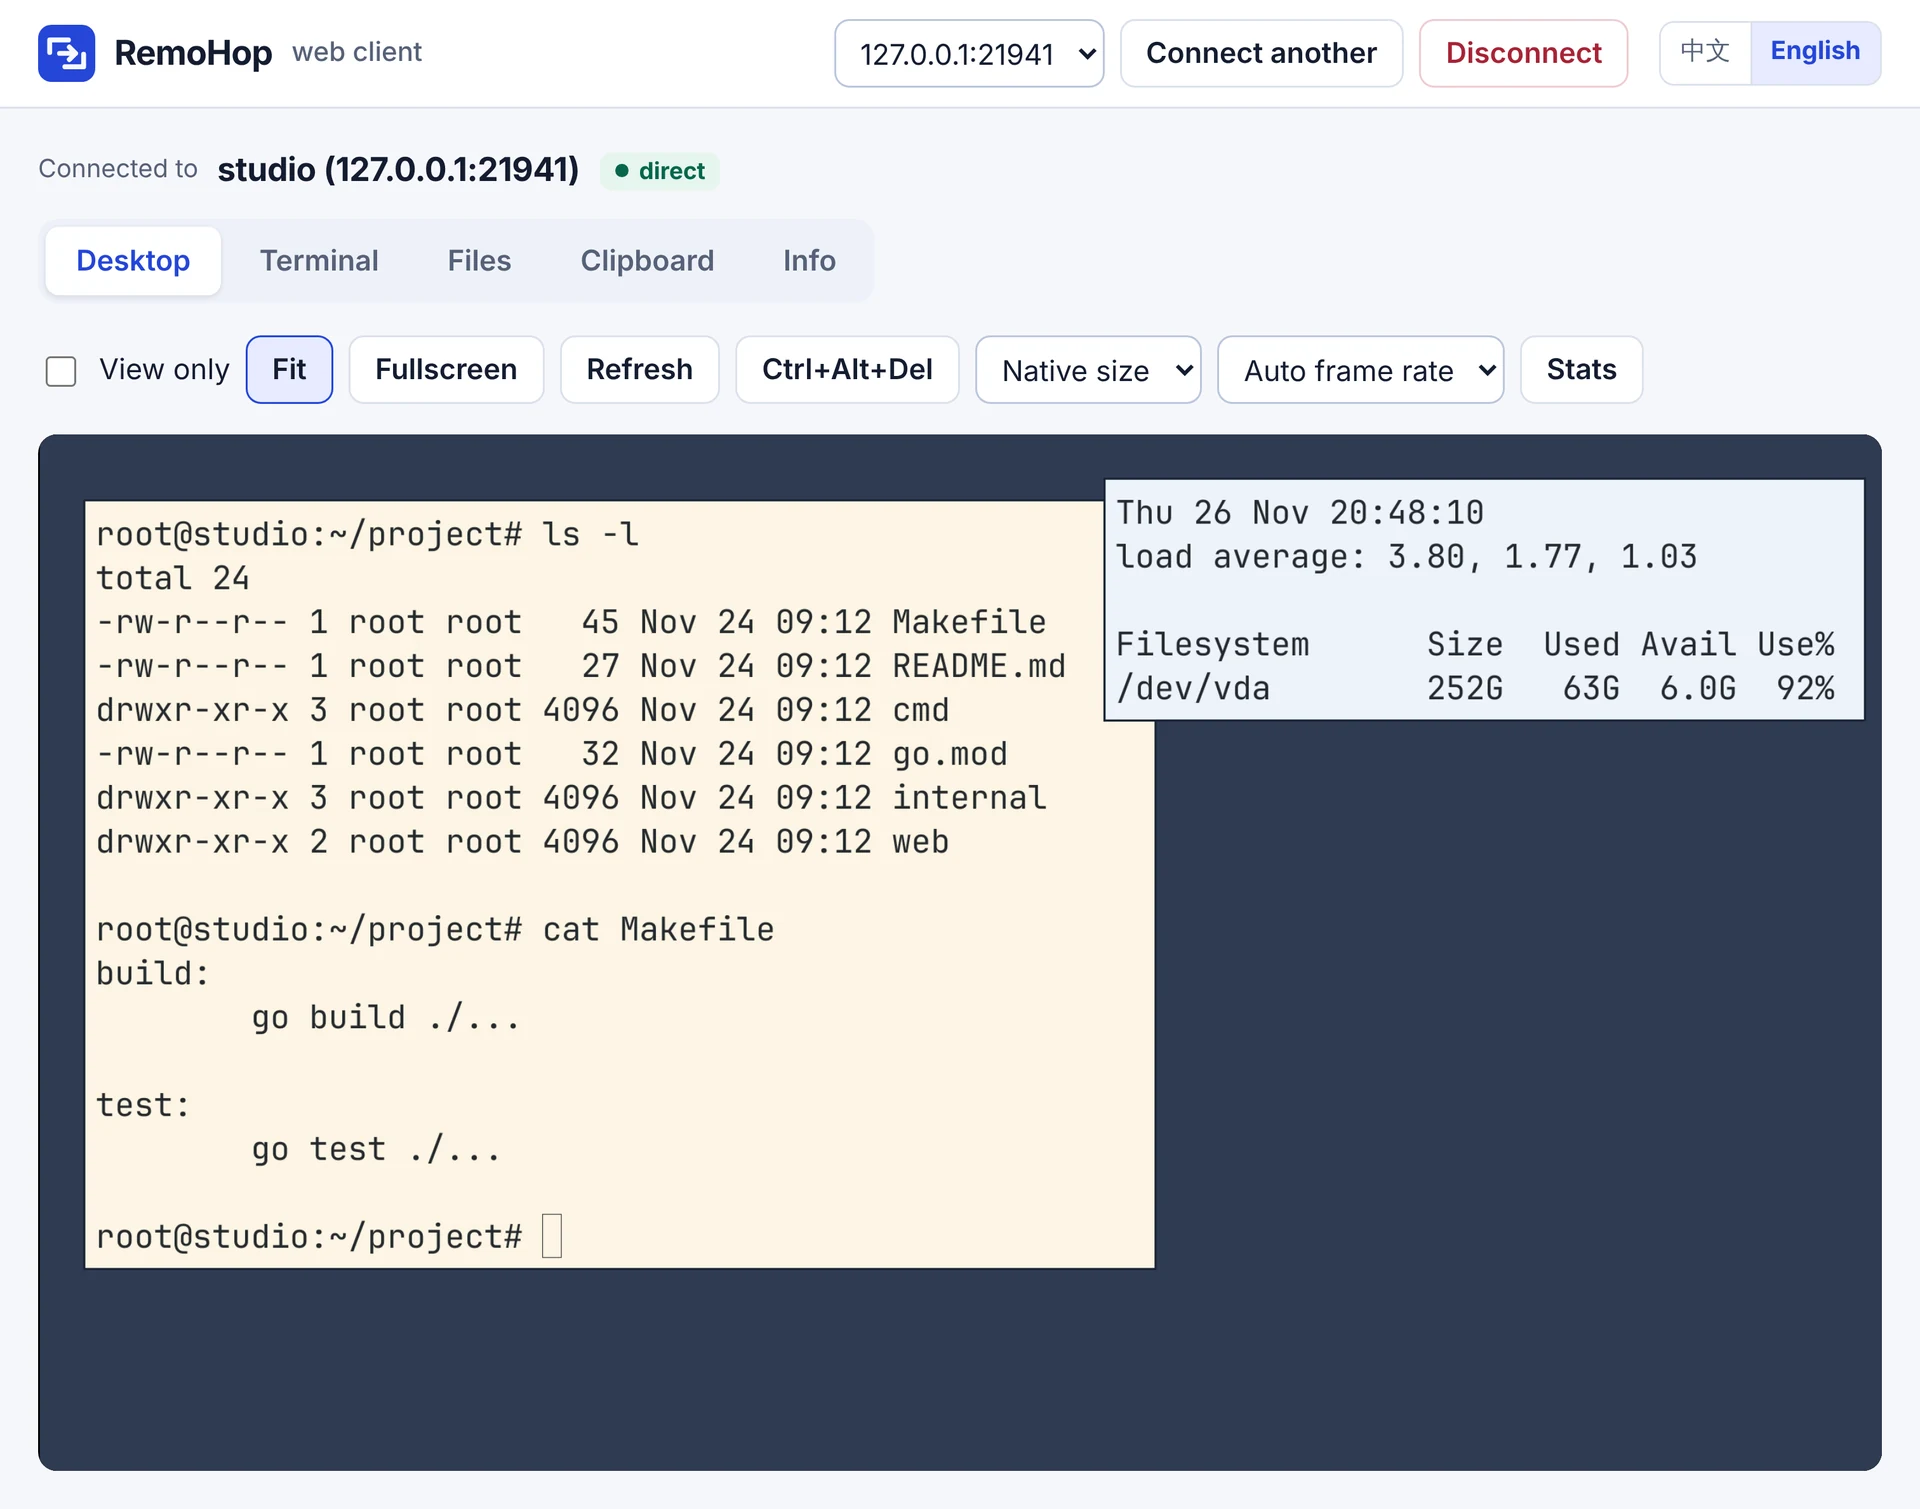 RemoHop web client 127.0.0.1:21941 Connect another Disconnect 中文 English
Connected to studio (127.0.0.1:21941) direct
Desktop Terminal Files Clipboard Info
View only Fit Fullscreen Refresh Ctrl+Alt+Del Native size Auto frame rate Stats
root@studio:~/project# ls -l
total 24
-rw-r--r-- 1 root root   45 Nov 24 09:12 Makefile
-rw-r--r-- 1 root root   27 Nov 24 09:12 README.md
drwxr-xr-x 3 root root 4096 Nov 24 09:12 cmd
-rw-r--r-- 1 root root   32 Nov 24 09:12 go.mod
drwxr-xr-x 3 root root 4096 Nov 24 09:12 internal
drwxr-xr-x 2 root root 4096 Nov 24 09:12 web
root@studio:~/project# cat Makefile
build:
        go build ./...
test:
        go test ./...
root@studio:~/project#
Thu 26 Nov 20:48:10
load average: 3.80, 1.77, 1.03
Filesystem      Size  Used Avail Use%
/dev/vda        252G   63G  6.0G  92%